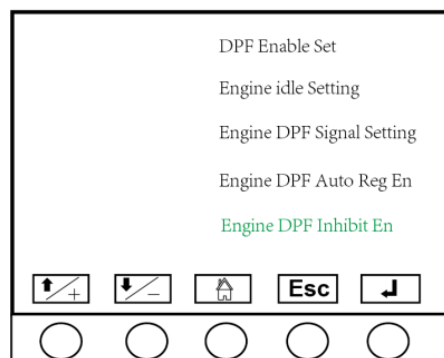 DPF Enable Set
Engine idle Setting
Engine DPF Signal Setting
Engine DPF Auto Reg En
Engine DPF Inhibit En
+ − Esc